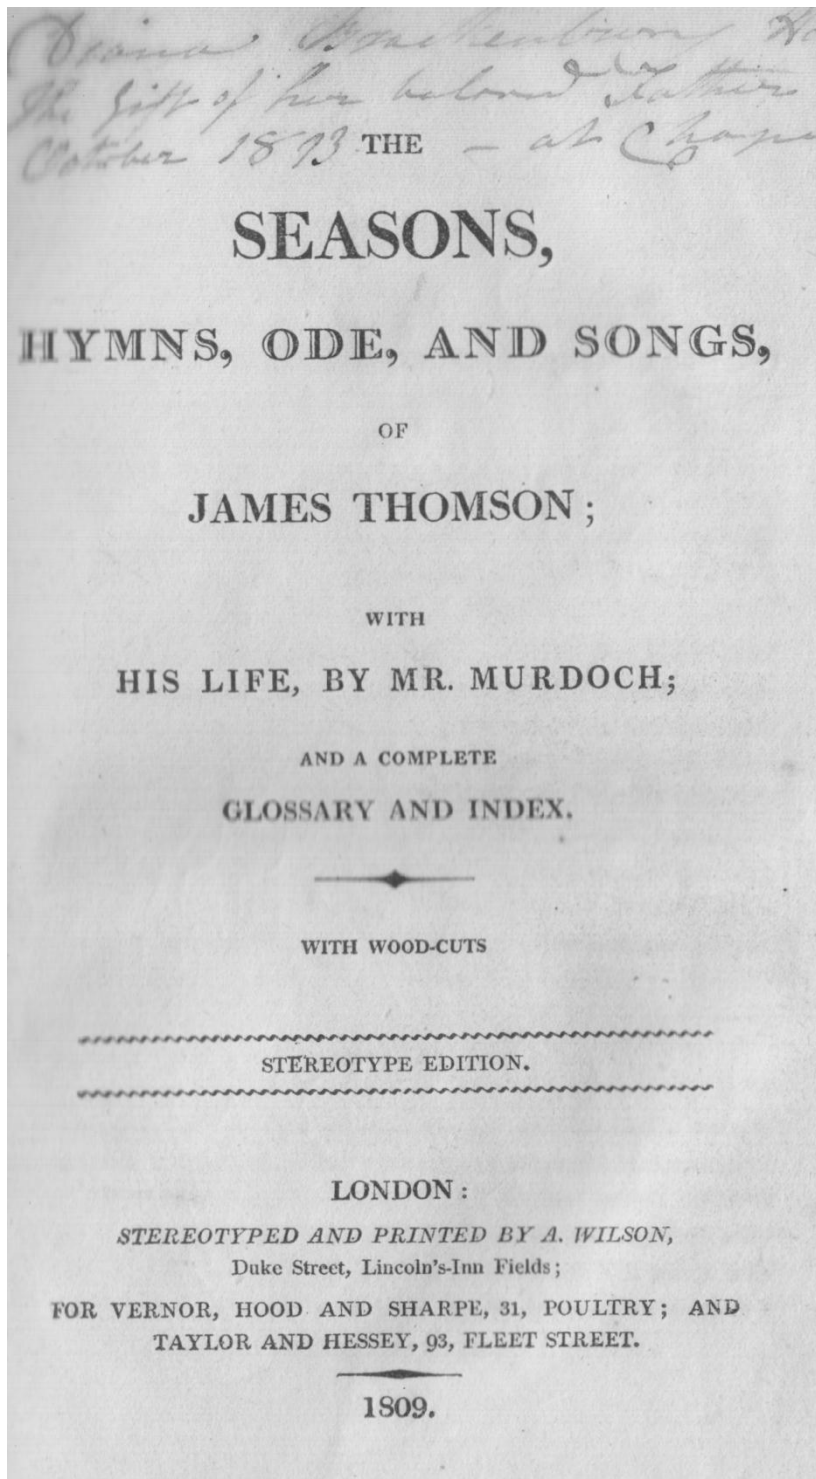 Diana Brackenbury
The Gift of her beloved Father
October 1813 — at
THE
SEASONS,
HYMNS, ODE, AND SONGS,
OF
JAMES THOMSON;
WITH
HIS LIFE, BY MR. MURDOCH;
AND A COMPLETE
GLOSSARY AND INDEX.
WITH WOOD-CUTS
STEREOTYPE EDITION.
LONDON:
STEREOTYPED AND PRINTED BY A. WILSON,
Duke Street, Lincoln's-Inn Fields;
FOR VERNOR, HOOD AND SHARPE, 31, POULTRY; AND
TAYLOR AND HESSEY, 93, FLEET STREET.
1809.